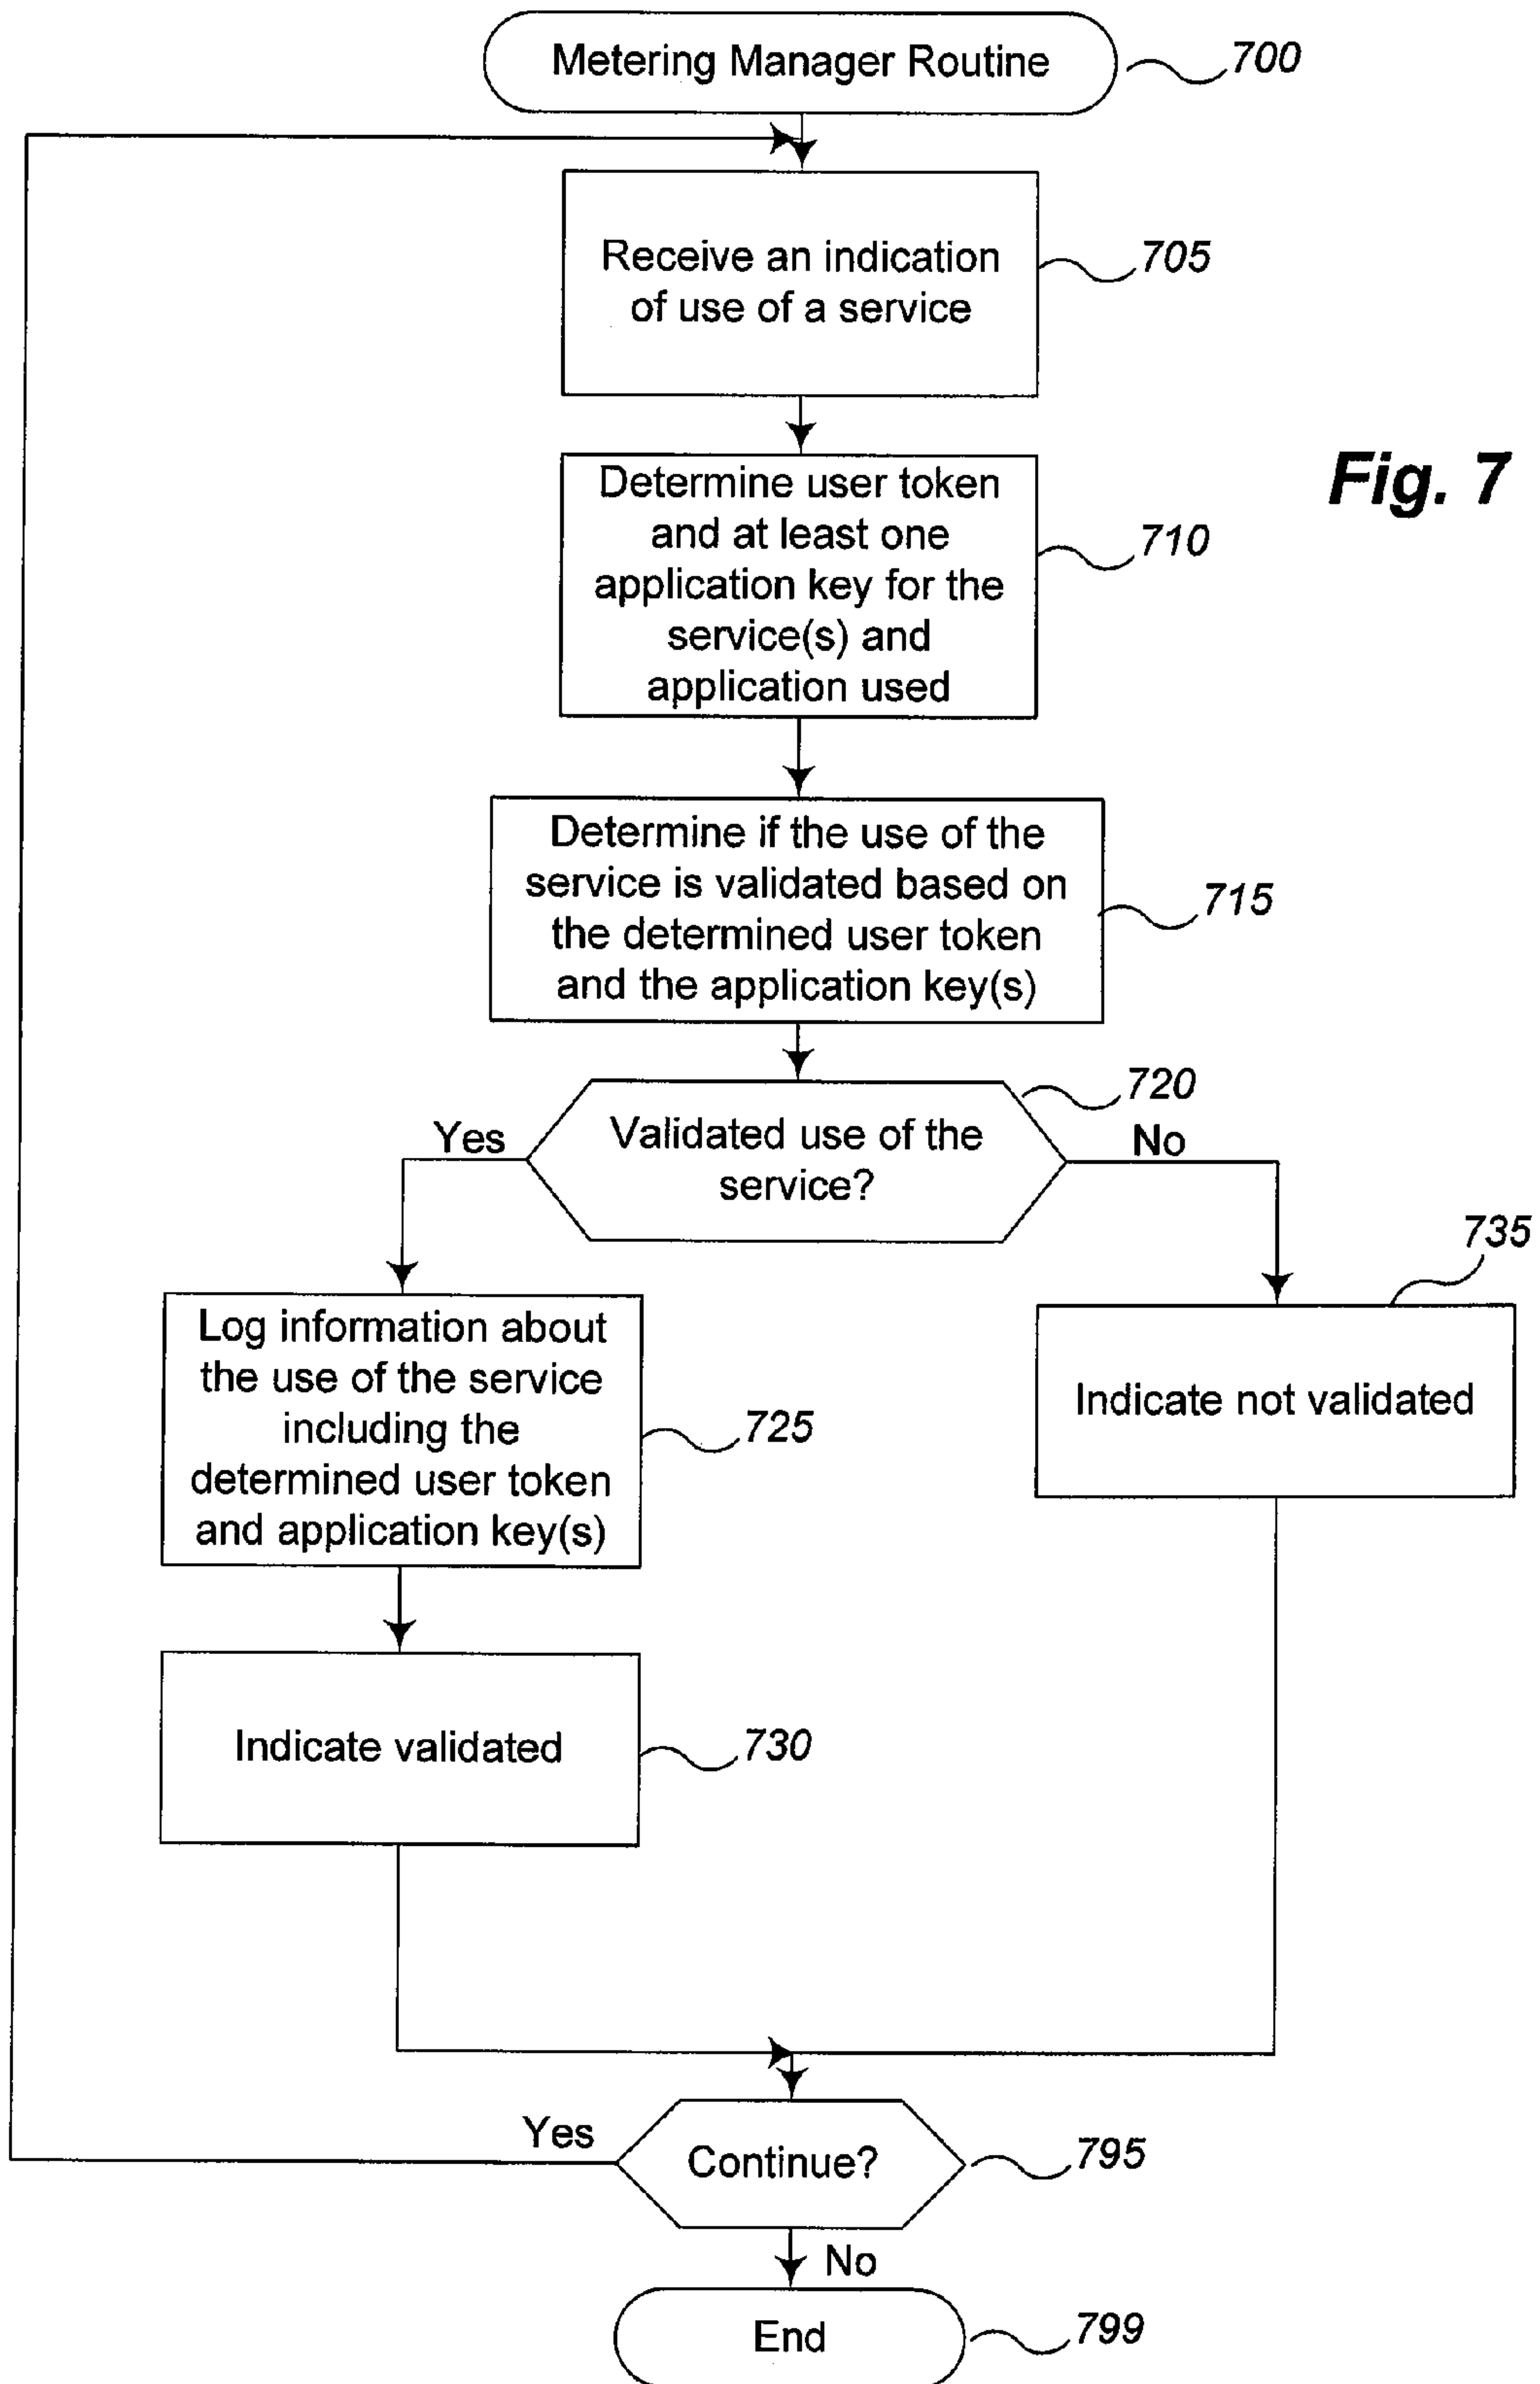 Metering Manager Routine
700
Receive an indication
of use of a service
705
Fig. 7
Determine user token
and at least one
application key for the
service(s) and
application used
710
Determine if the use of the
service is validated based on
the determined user token
and the application key(s)
715
720
Yes
Validated use of the
service?
No
735
Log information about
the use of the service
including the
determined user token
and application key(s)
725
Indicate not validated
Indicate validated
730
Yes
Continue?
795
No
End
799